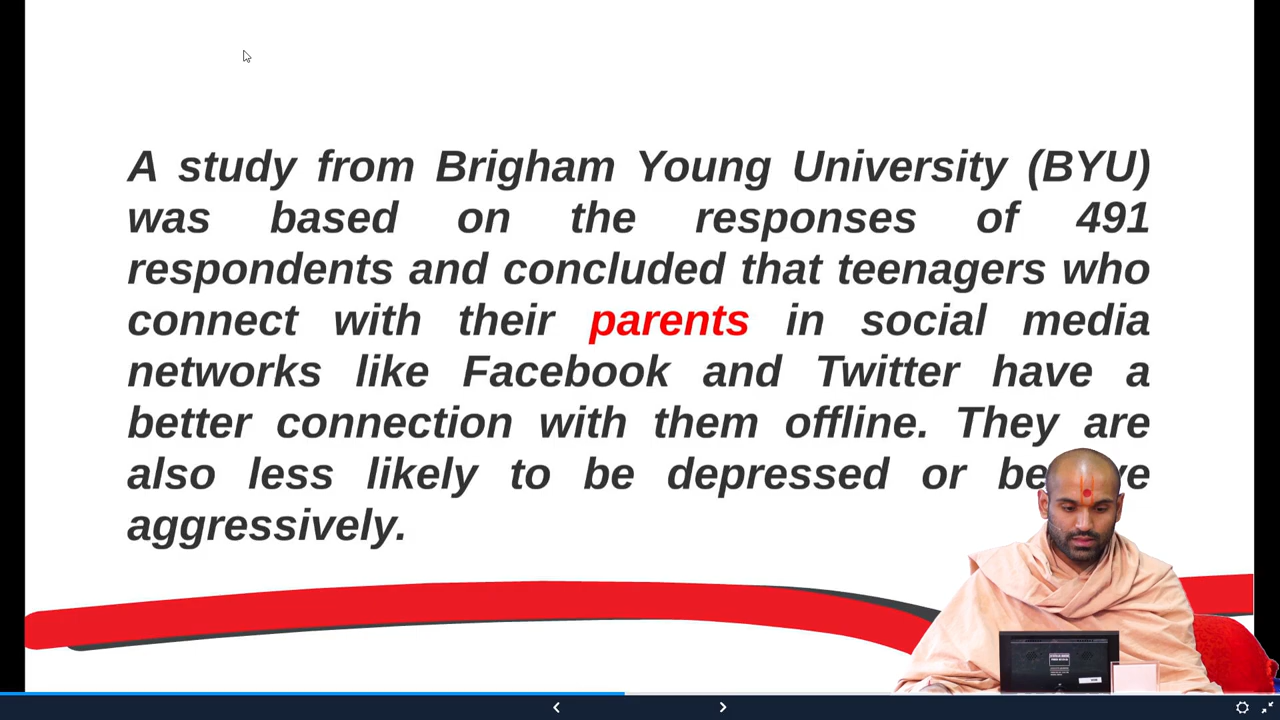 A study from Brigham Young University (BYU)
was based on the responses of 491
respondents and concluded that teenagers who
connect with their parents in social media
networks like Facebook and Twitter have a
better connection with them offline. They are
also less likely to be depressed or
aggressively.